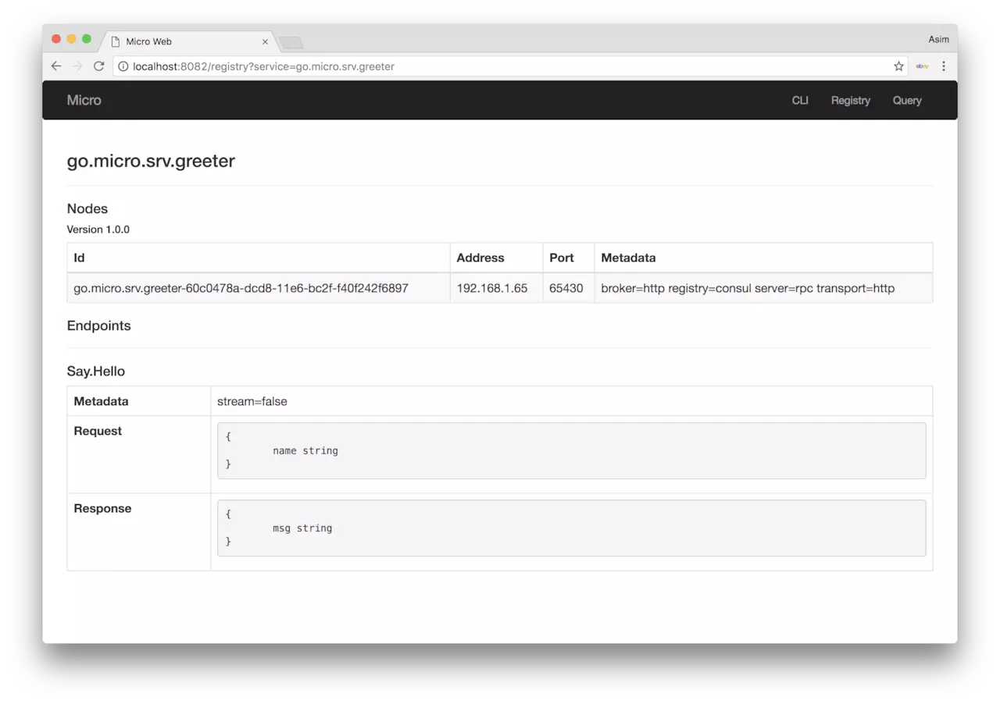 Micro Web
Asim
localhost:8082/registry?service=go.micro.srv.greeter
ebay
Micro CLI Registry Query
go.micro.srv.greeter
Nodes
Version 1.0.0
Id Address Port Metadata
go.micro.srv.greeter-60c0478a-dcd8-11e6-bc2f-f40f242f6897 192.168.1.65 65430 broker=http registry=consul server=rpc transport=http
Endpoints
Say.Hello
Metadata stream=false
Request {
name string
}
Response {
msg string
}